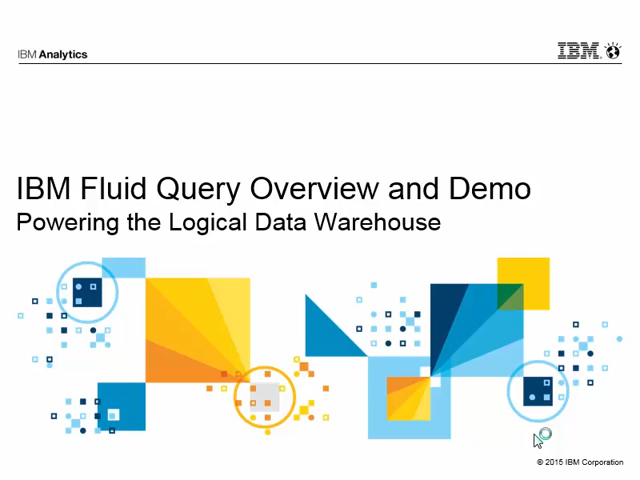 IBM Analytics
IBM
IBM Fluid Query Overview and Demo
Powering the Logical Data Warehouse
© 2015 IBM Corporation